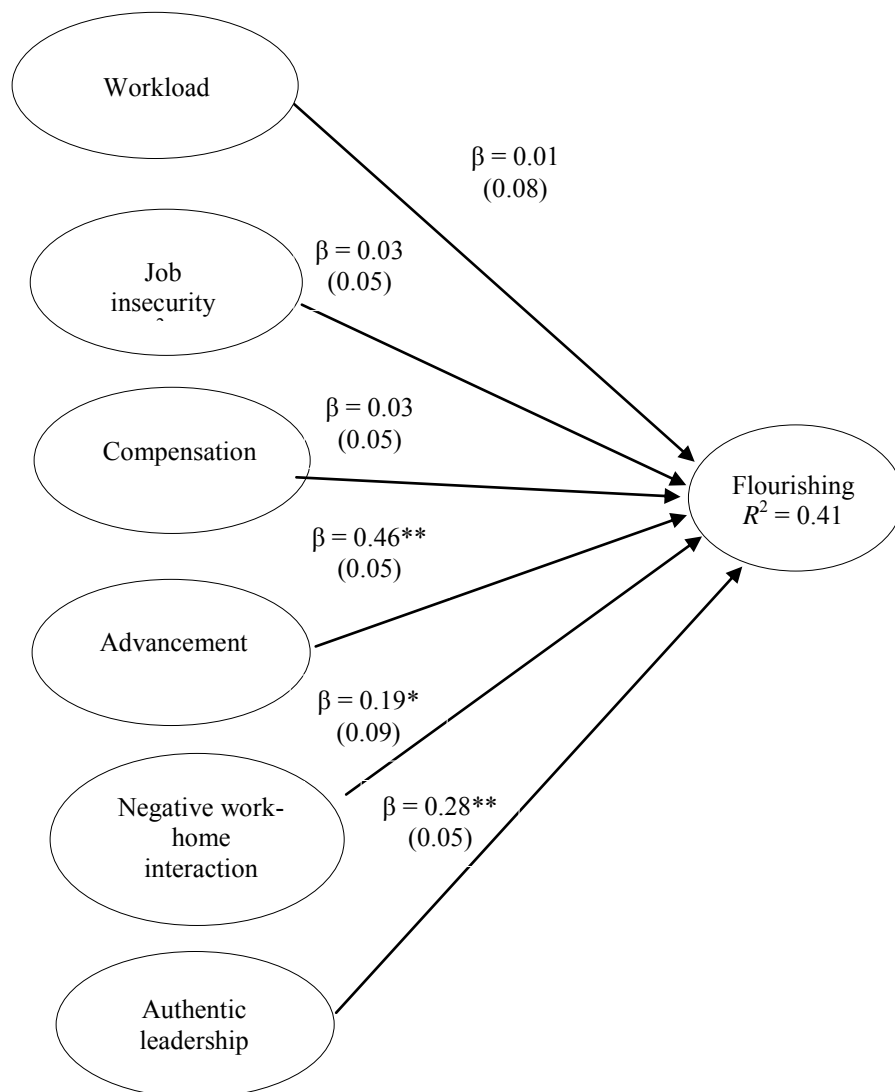 Workload
β = 0.01
(0.08)
Job
insecurity
β = 0.03
(0.05)
Compensation
β = 0.03
(0.05)
Flourishing
R² = 0.41
Advancement
β = 0.46**
(0.05)
Negative work-
home
interaction
β = 0.19*
(0.09)
Authentic
leadership
β = 0.28**
(0.05)